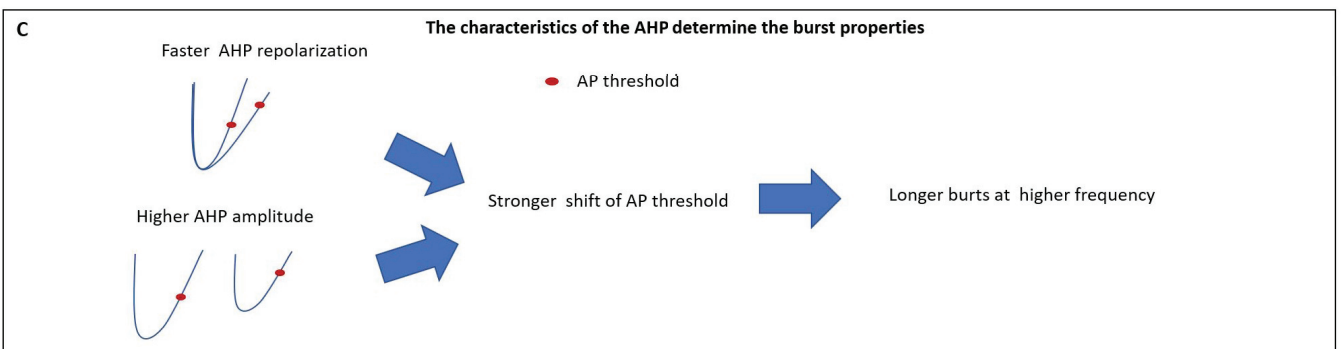 C
The characteristics of the AHP determine the burst properties
Faster AHP repolarization
AP threshold
Higher AHP amplitude
Stronger shift of AP threshold
Longer burts at higher frequency